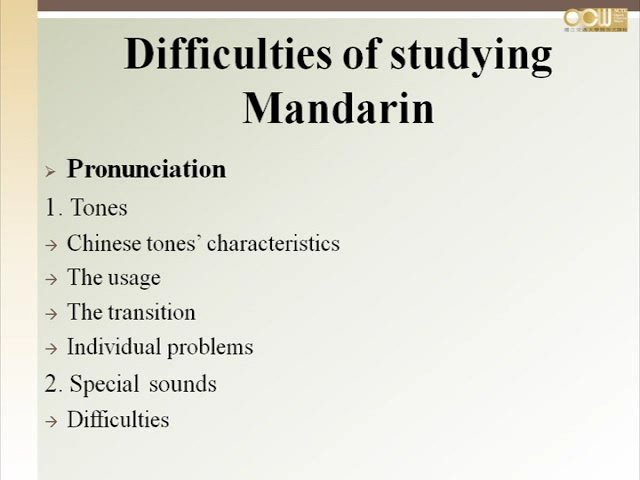 Difficulties of studying
Mandarin
Pronunciation
1. Tones
→ Chinese tones’ characteristics
→ The usage
→ The transition
→ Individual problems
2. Special sounds
→ Difficulties